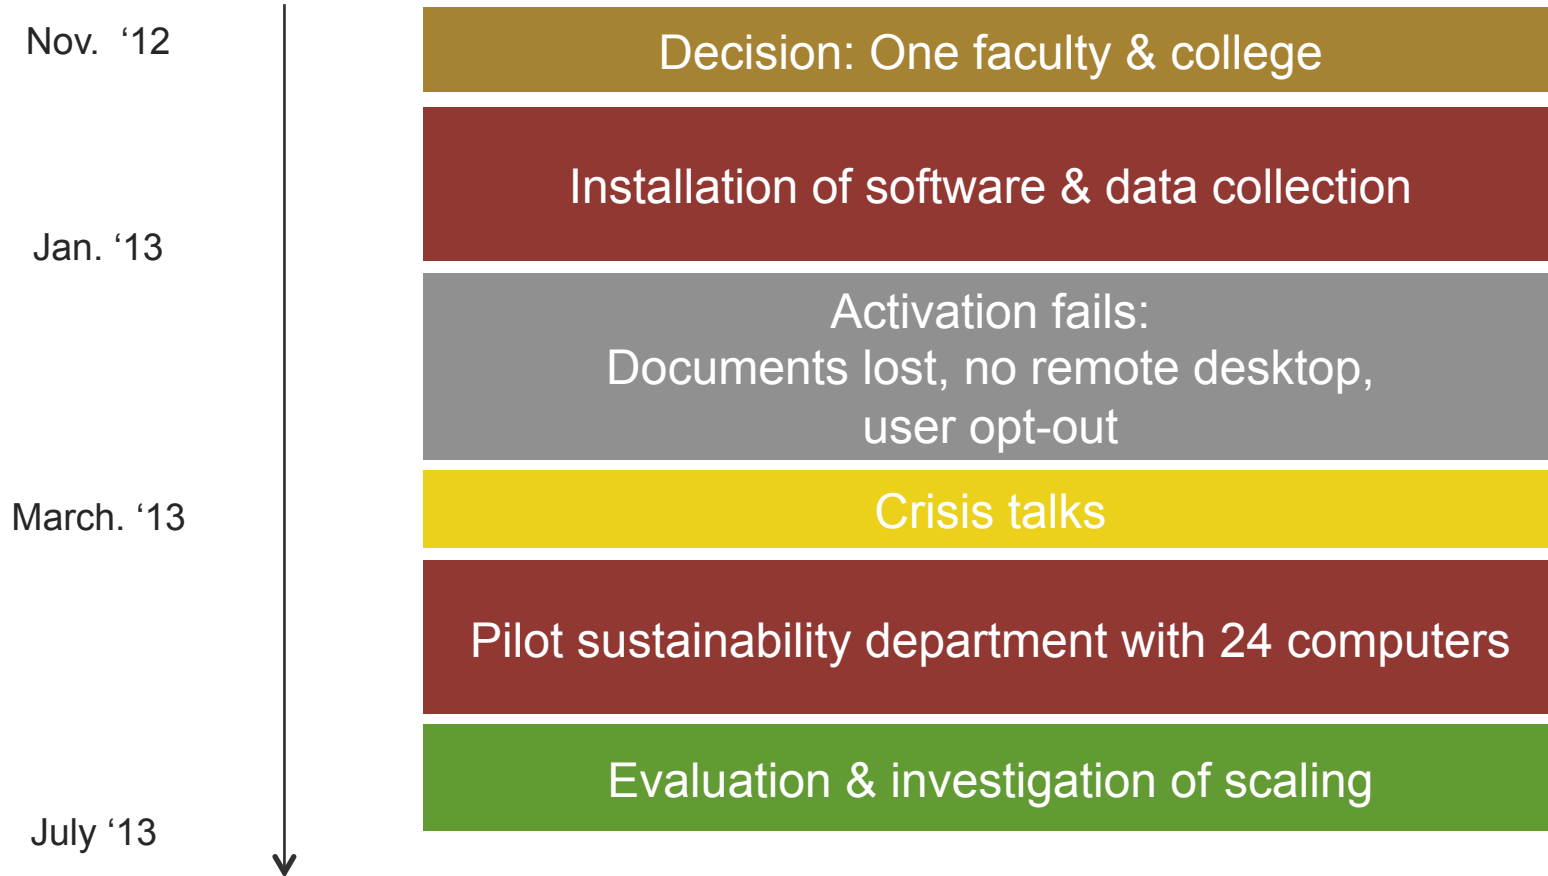 Nov.  ‘12
Decision: One faculty & college
Installation of software & data collection
Jan. ‘13
Activation fails:
Documents lost, no remote desktop,
user opt-out
March. ‘13
Crisis talks
Pilot sustainability department with 24 computers
Evaluation & investigation of scaling
July ‘13